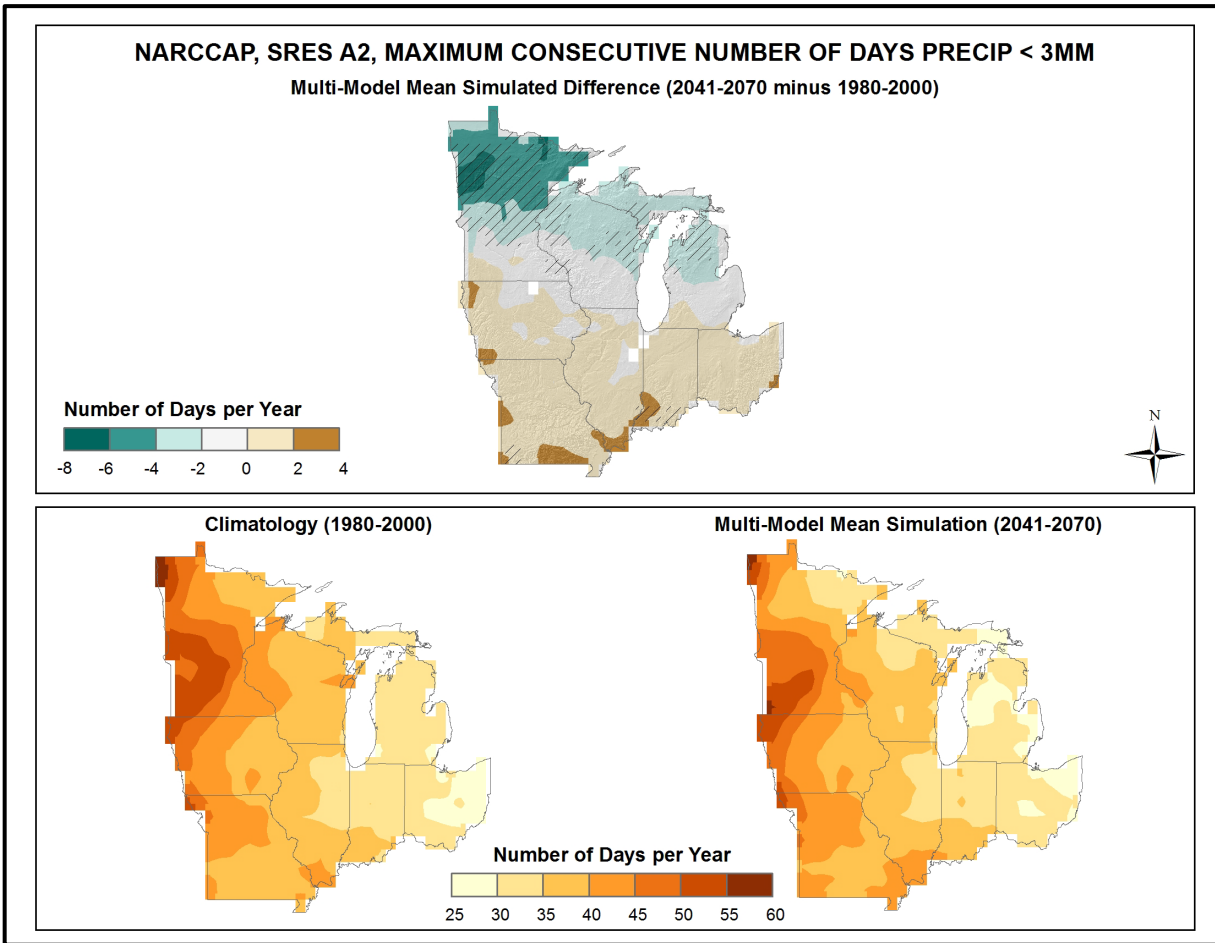 NARCCAP, SRES A2, MAXIMUM CONSECUTIVE NUMBER OF DAYS PRECIP < 3MM
Multi-Model Mean Simulated Difference (2041-2070 minus 1980-2000)
Number of Days per Year
-8 -6 -4 -2 0 2 4
N
Climatology (1980-2000)
Multi-Model Mean Simulation (2041-2070)
Number of Days per Year
25 30 35 40 45 50 55 60